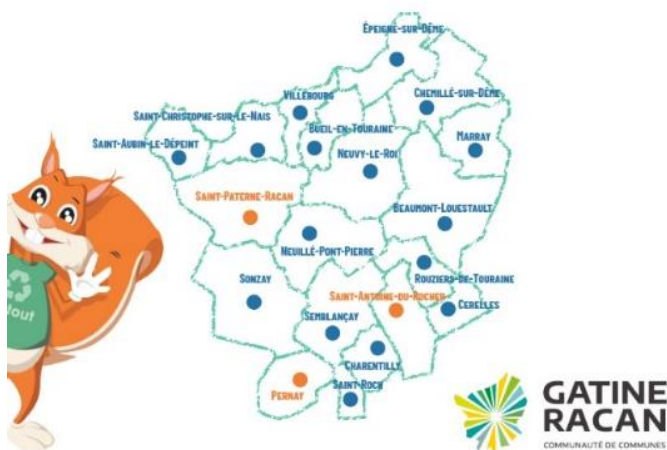 Épeigne-sur-Dême
Villebourg
Chemillé-sur-Dême
Saint-Christophe-sur-le-Nais
Bueil-en-Touraine
Marray
Saint-Aubin-le-Dépeint
Neuvy-le-Roi
Saint-Paterne-Racan
Beaumont-Louestault
Neuillé-Pont-Pierre
Sonzay
Rouziers-de-Touraine
Saint-Antoine-du-Rocher
Cerelles
Semblançay
tout
Charentilly
Saint-Roch
Pernay
GATINE
RACAN
COMMUNAUTÉ DE COMMUNES